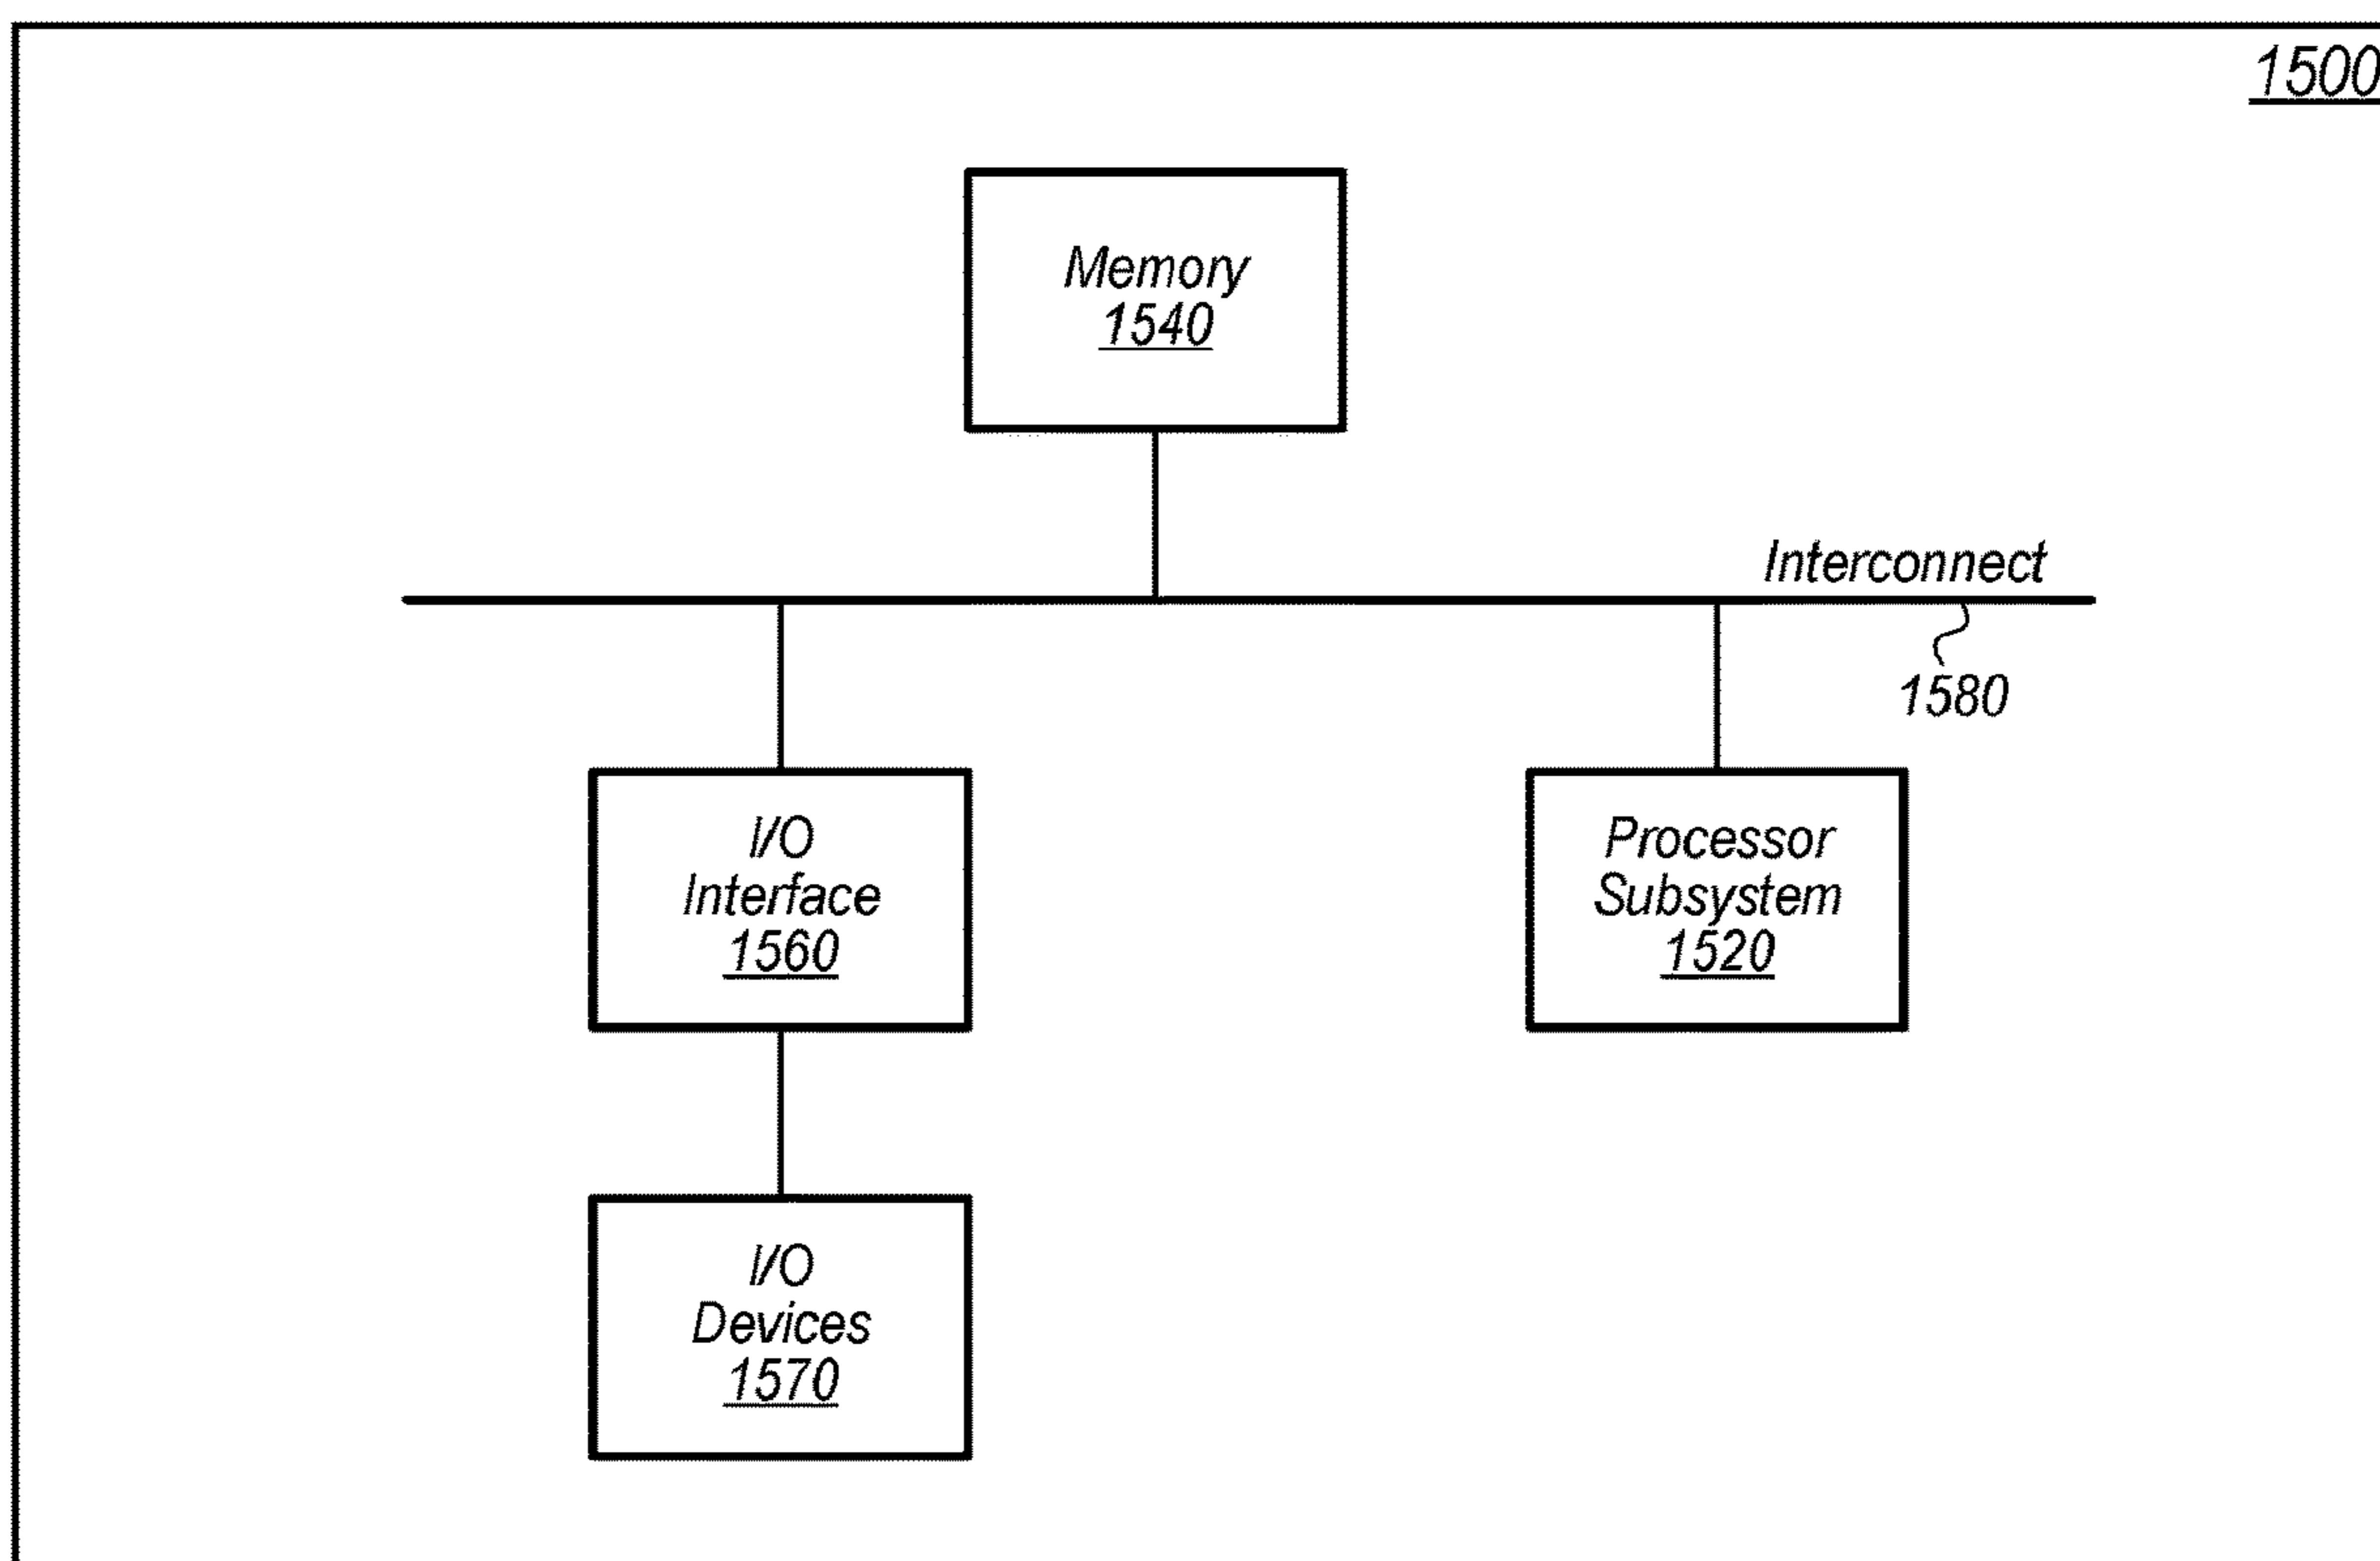 1500
Memory
1540
Interconnect
1580
I/O
Interface
1560
Processor
Subsystem
1520
I/O
Devices
1570